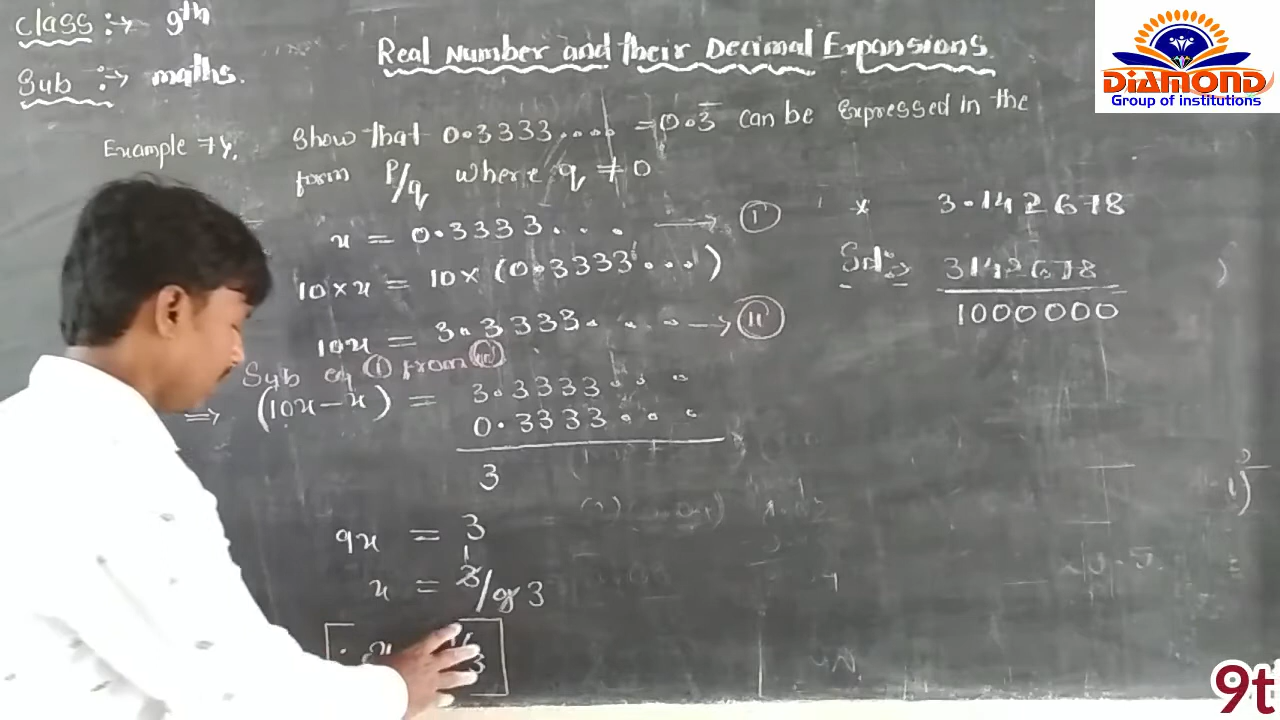 Class :→ 9th
Sub :→ maths.
Real Number and their Decimal Expansions.
Example → 7.
Show that 0.3333.... = 0.3̅ can be expressed in the
form P/q where q ≠ 0
x = 0.3333... → (I)
10×x = 10×(0.3333...)
10x = 3.3333.... → (II)
Sub eq (I) from (II)
⇒ (10x-x) = 3.3333...
0.3333...
3
9x = 3
x = 3/9 1 3
x
3
* 3.142678
Sol:→ 3142678
1000000
DIAMOND
Group of institutions
9t